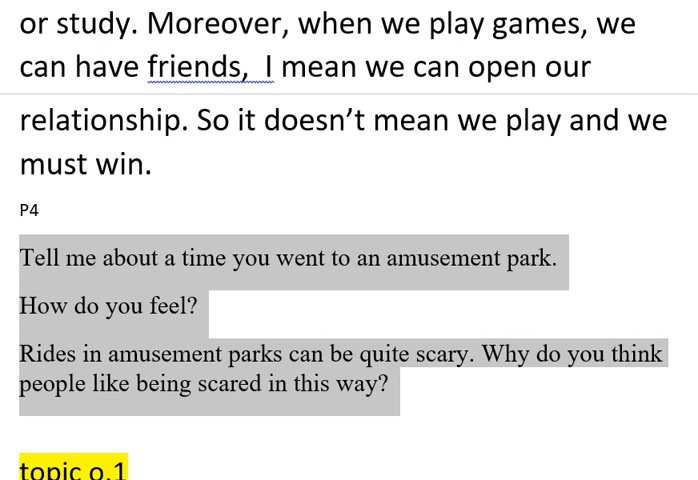 or study. Moreover, when we play games, we
can have friends,  I mean we can open our
relationship. So it doesn’t mean we play and we
must win.
P4
Tell me about a time you went to an amusement park.
How do you feel?
Rides in amusement parks can be quite scary. Why do you think
people like being scared in this way?
topic o.1